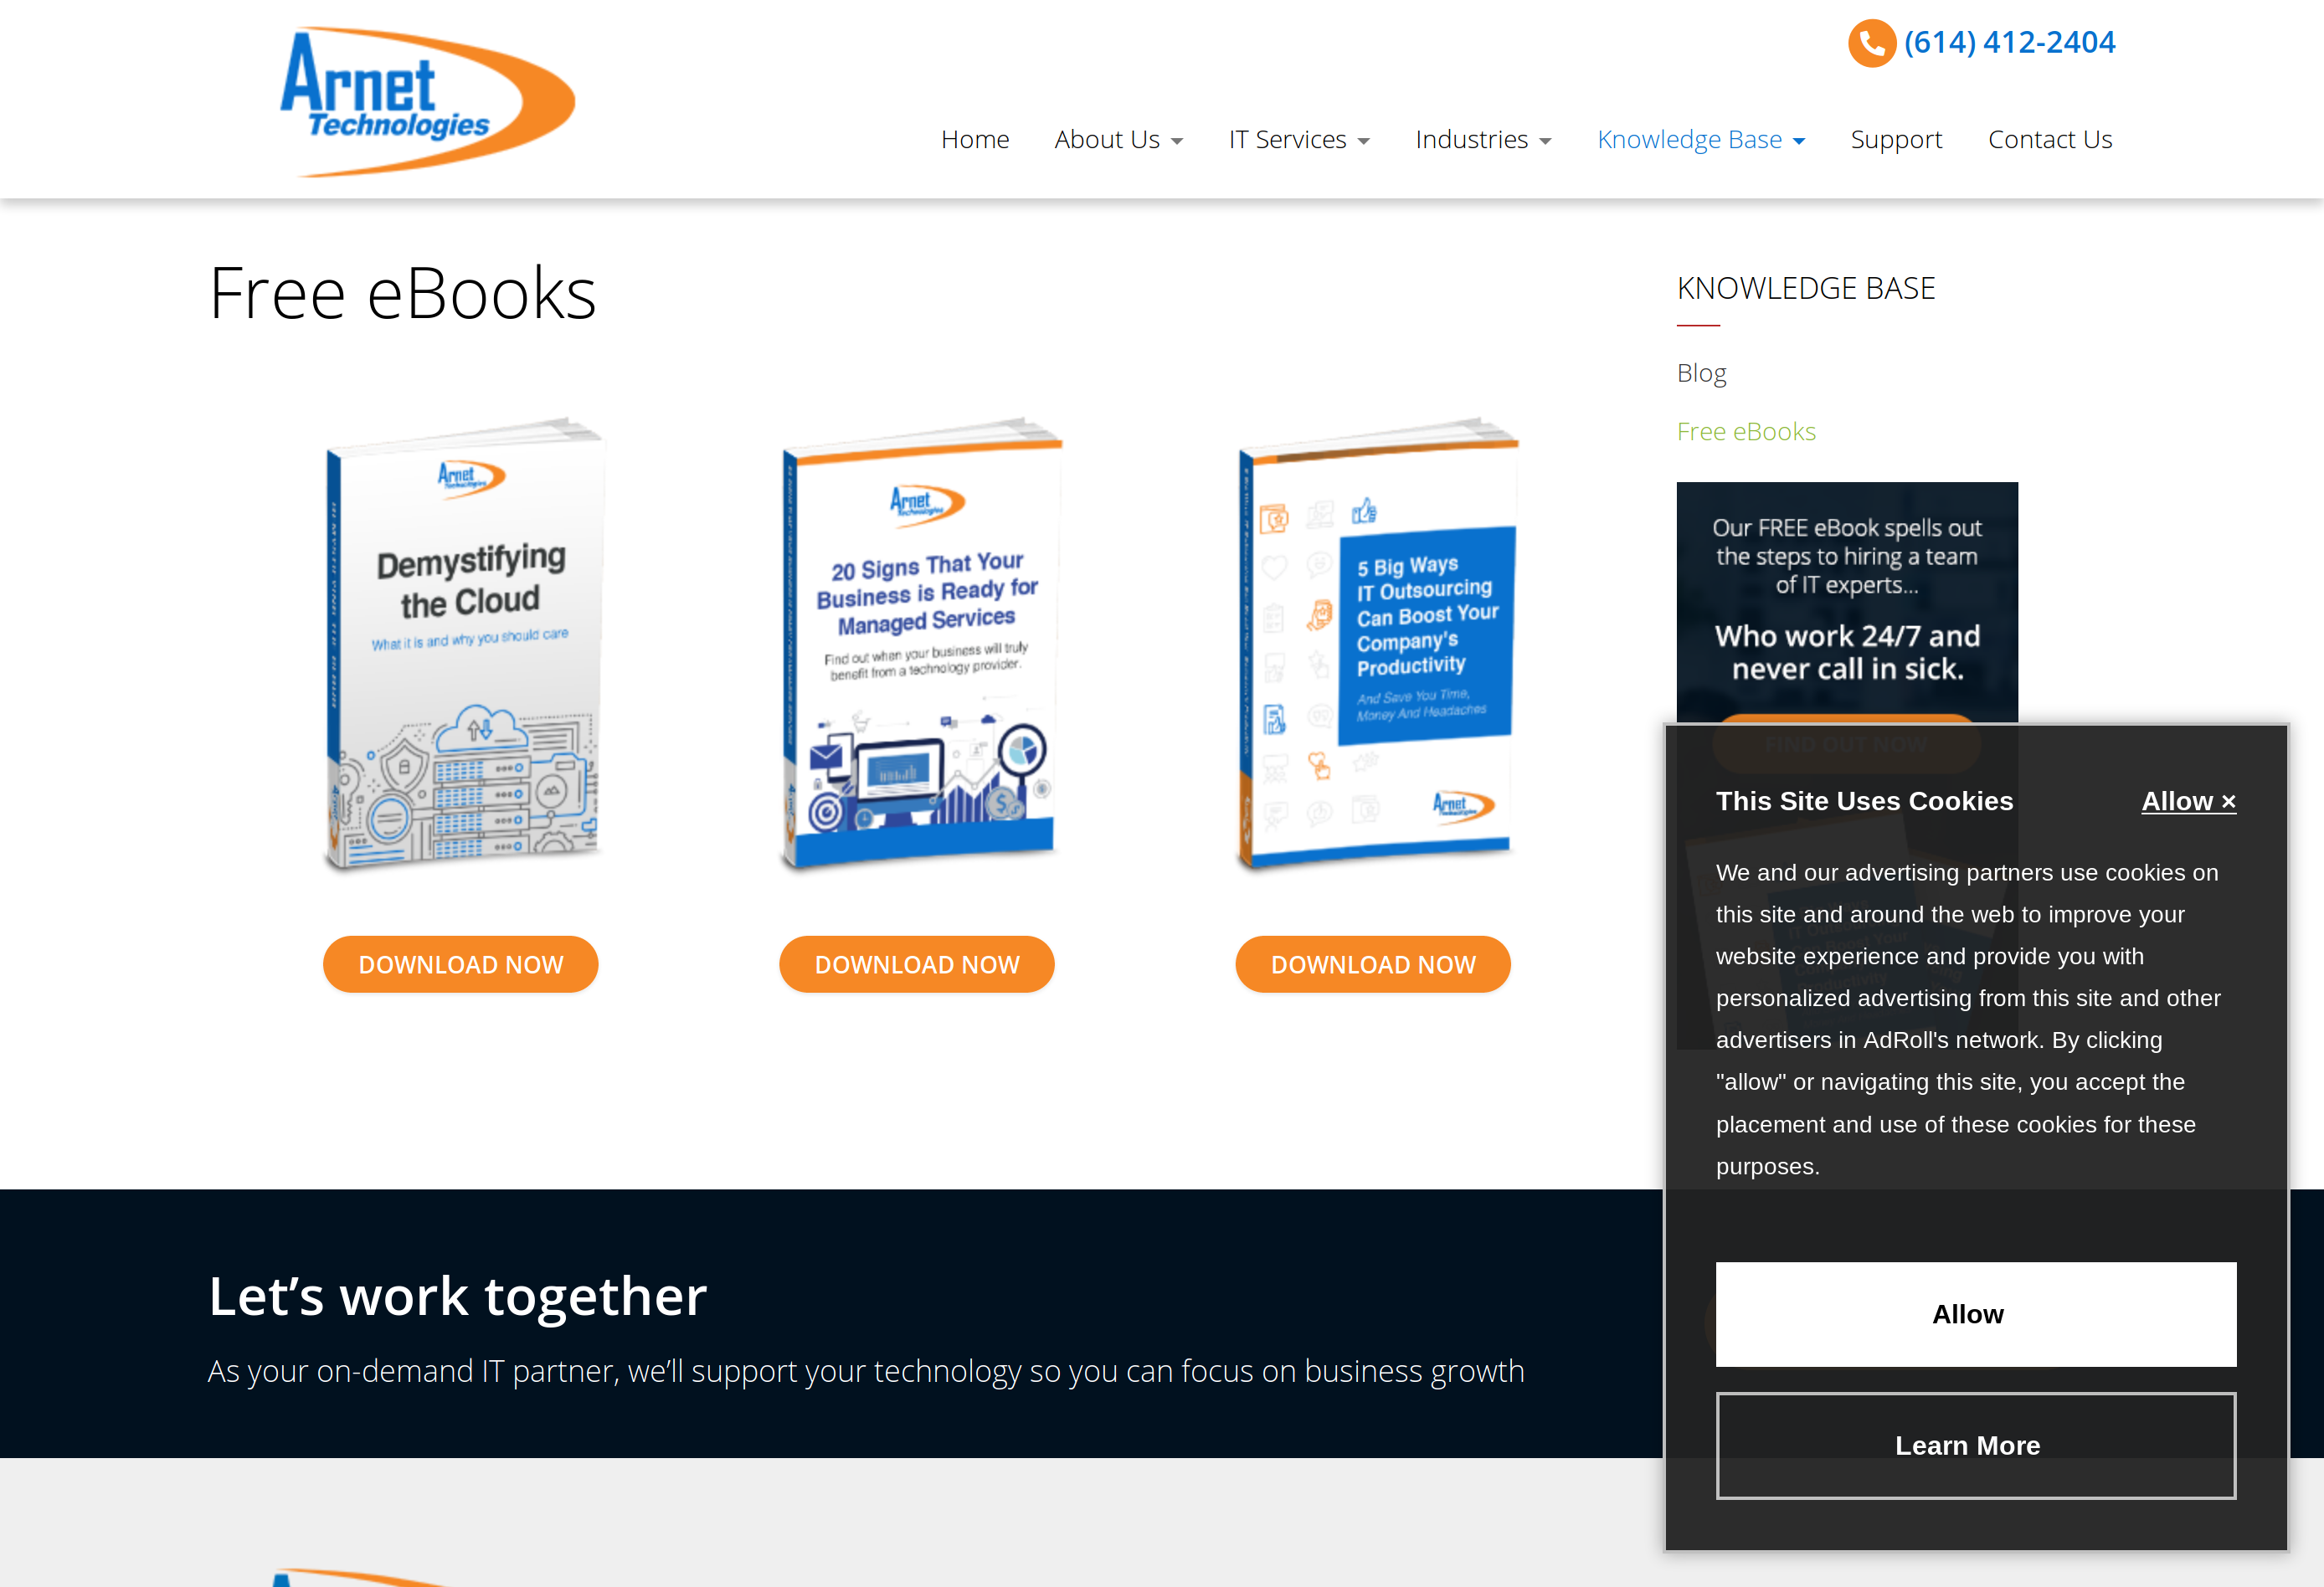 Arnet
Technologies
(614) 412-2404
Home
About Us
IT Services
Industries
Knowledge Base
Support
Contact Us
Free eBooks
Arnet
Technologies
Demystifying
the Cloud
What it is and why you should care
DOWNLOAD NOW
Arnet
Technologies
20 Signs That Your
Business is Ready for
Managed Services
Find out when your business will truly
benefit from a technology provider.
DOWNLOAD NOW
5 Big Ways
IT Outsourcing
Can Boost Your
Company's
Productivity
And Save You Time,
Money And Headaches
Arnet
Technologies
DOWNLOAD NOW
KNOWLEDGE BASE
Blog
Free eBooks
Our FREE eBook spells out
the steps to hiring a team
of IT experts...
Who work 24/7 and
never call in sick.
FIND OUT NOW
This Site Uses Cookies
Allow ×
We and our advertising partners use cookies on
this site and around the web to improve your
website experience and provide you with
personalized advertising from this site and other
advertisers in AdRoll's network. By clicking
"allow" or navigating this site, you accept the
placement and use of these cookies for these
purposes.
Allow
Learn More
Let’s work together
As your on-demand IT partner, we’ll support your technology so you can focus on business growth